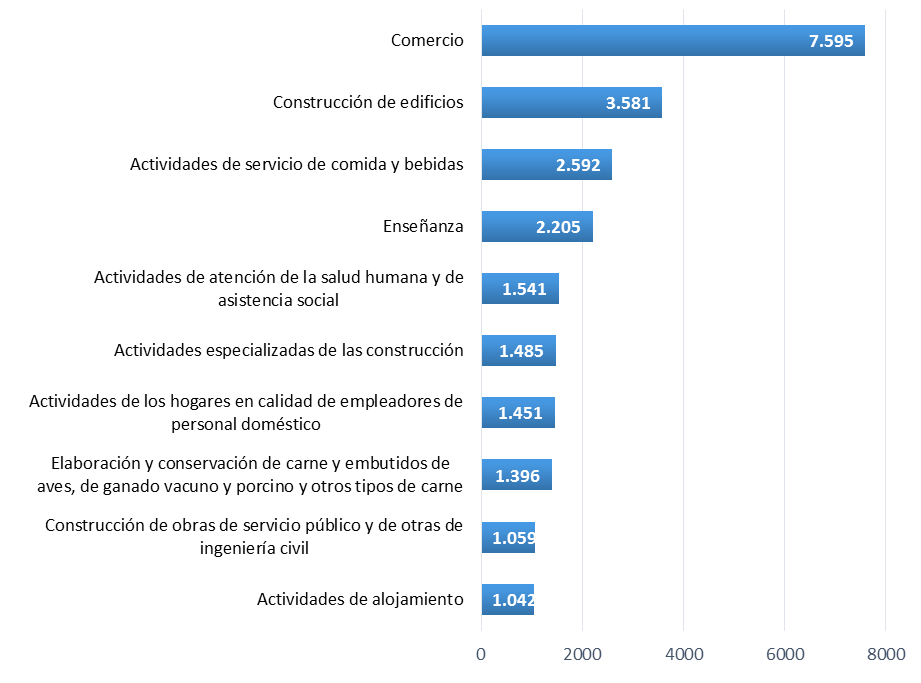 Comercio
7.595
Construcción de edificios
3.581
Actividades de servicio de comida y bebidas
2.592
Enseñanza
2.205
Actividades de atención de la salud humana y de
asistencia social
1.541
Actividades especializadas de las construcción
1.485
Actividades de los hogares en calidad de empleadores de
personal doméstico
1.451
Elaboración y conservación de carne y embutidos de
aves, de ganado vacuno y porcino y otros tipos de carne
1.396
Construcción de obras de servicio público y de otras de
ingeniería civil
1.059
Actividades de alojamiento
1.042
0 2000 4000 6000 8000